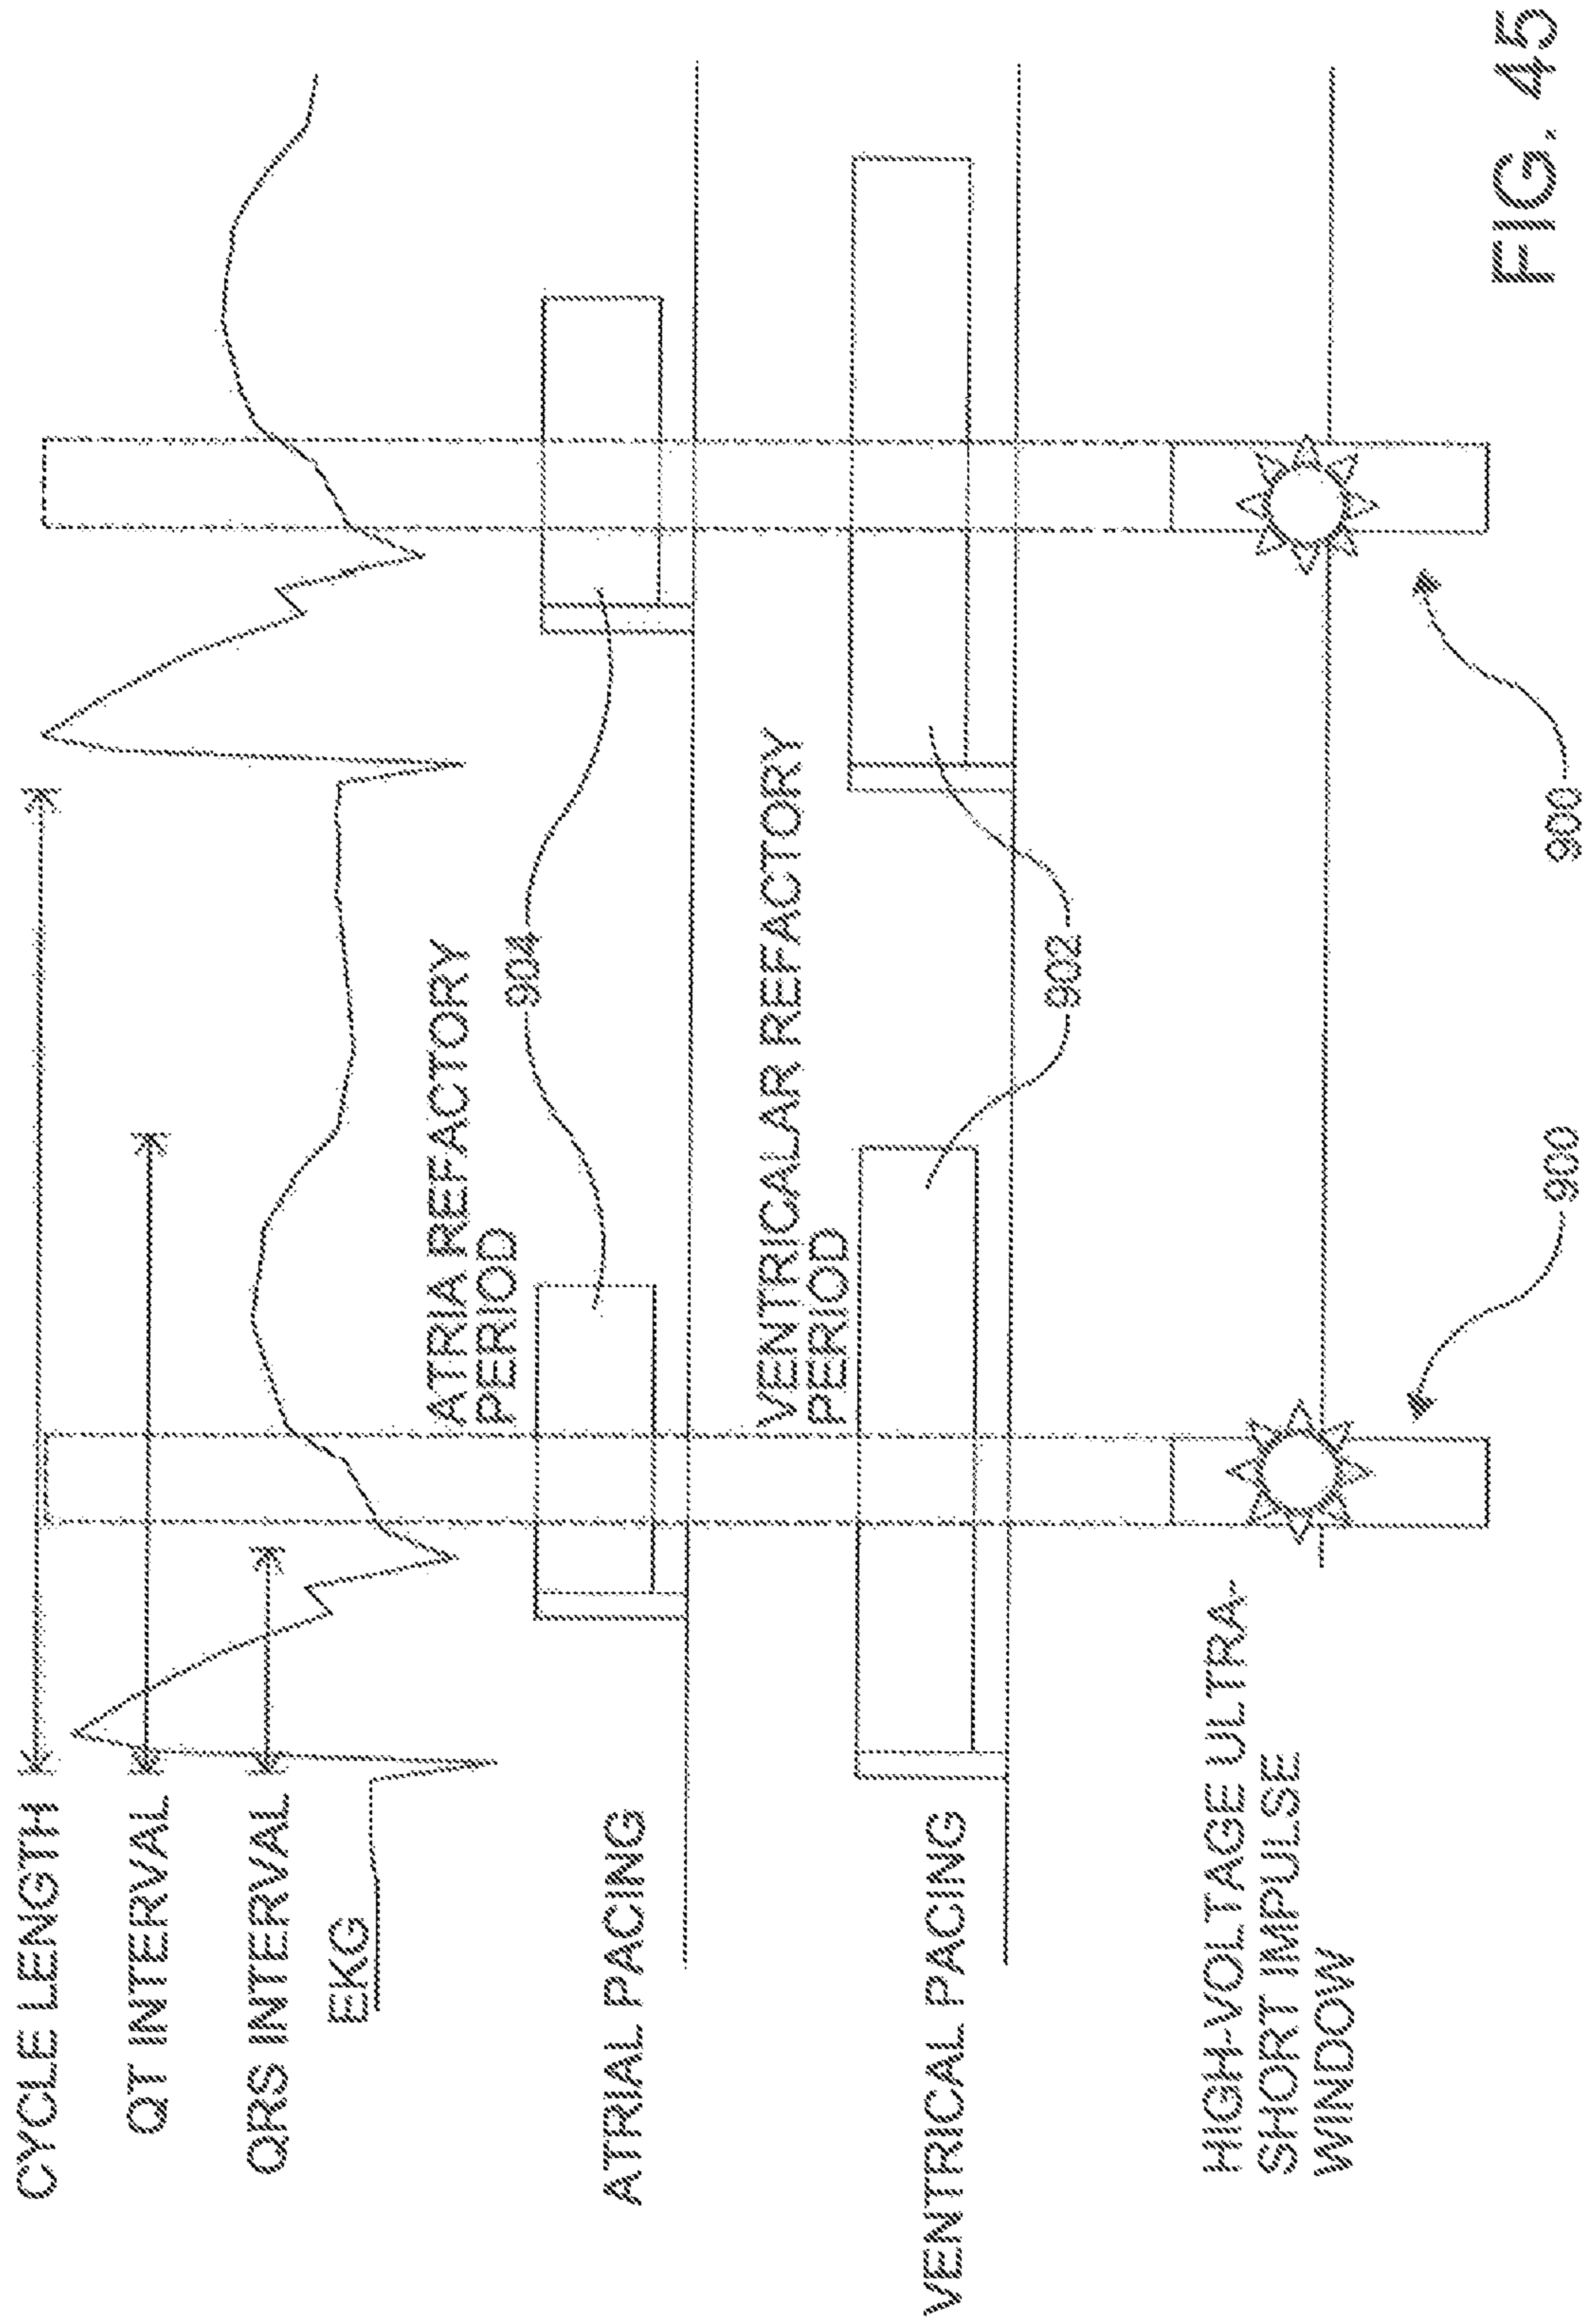 CYCLE LENGTH
QT INTERVAL
QRS INTERVAL
EKG
ATRIA REFACTORY
PERIOD
904
ATRIAL PACING
VENTRICALAR REFACTORY
PERIOD
VENTRICAL PACING
902
HIGH-VOLTAGE ULTRA-
SHORT IMPULSE
WINDOW
900
900
FIG. 45